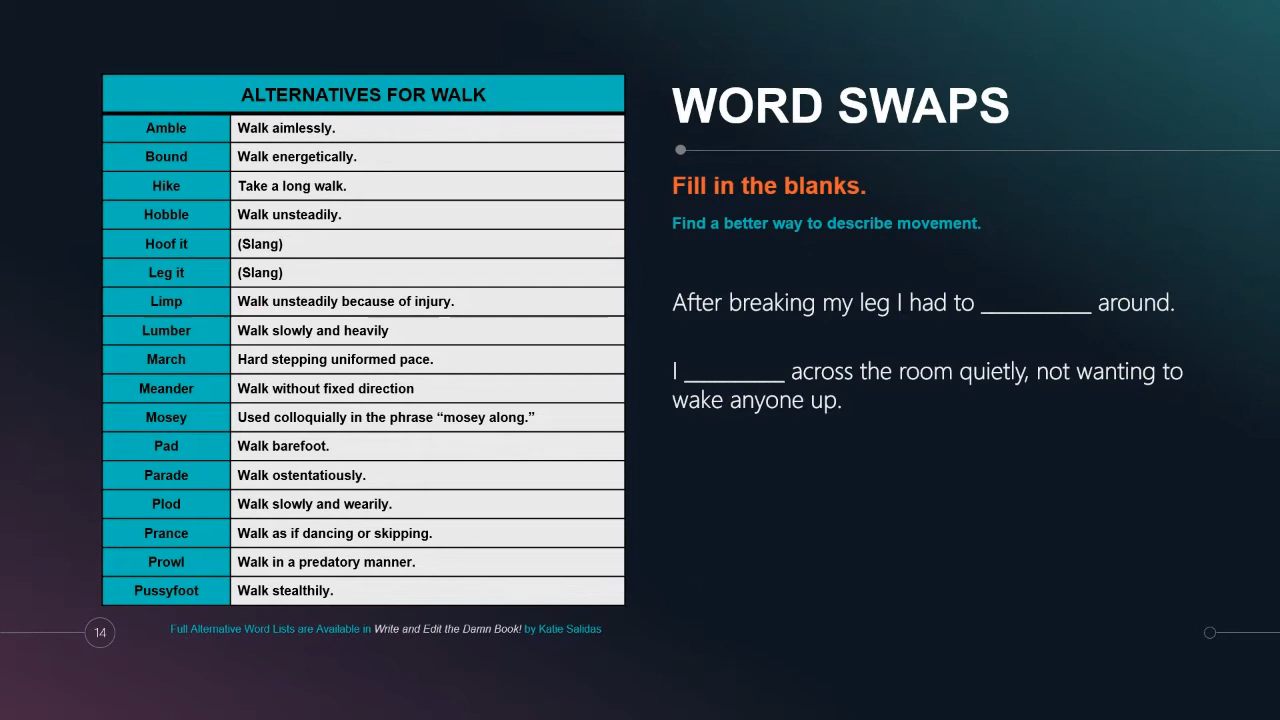 ALTERNATIVES FOR WALK
Amble Walk aimlessly.
Bound Walk energetically.
Hike Take a long walk.
Hobble Walk unsteadily.
Hoof it (Slang)
Leg it (Slang)
Limp Walk unsteadily because of injury.
Lumber Walk slowly and heavily
March Hard stepping uniformed pace.
Meander Walk without fixed direction
Mosey Used colloquially in the phrase “mosey along.”
Pad Walk barefoot.
Parade Walk ostentatiously.
Plod Walk slowly and wearily.
Prance Walk as if dancing or skipping.
Prowl Walk in a predatory manner.
Pussyfoot Walk stealthily.
14
Full Alternative Word Lists are Available in Write and Edit the Damn Book! by Katie Salidas
WORD SWAPS
Fill in the blanks.
Find a better way to describe movement.
After breaking my leg I had to _________ around.
I ________ across the room quietly, not wanting to
wake anyone up.